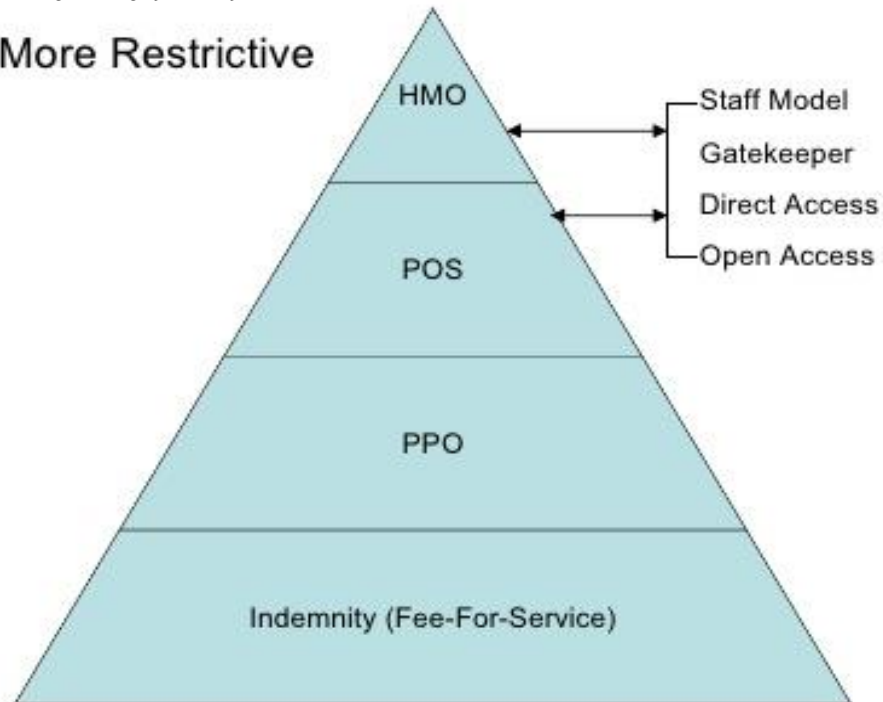 More Restrictive
HMO
Staff Model
Gatekeeper
Direct Access
Open Access
POS
PPO
Indemnity (Fee-For-Service)